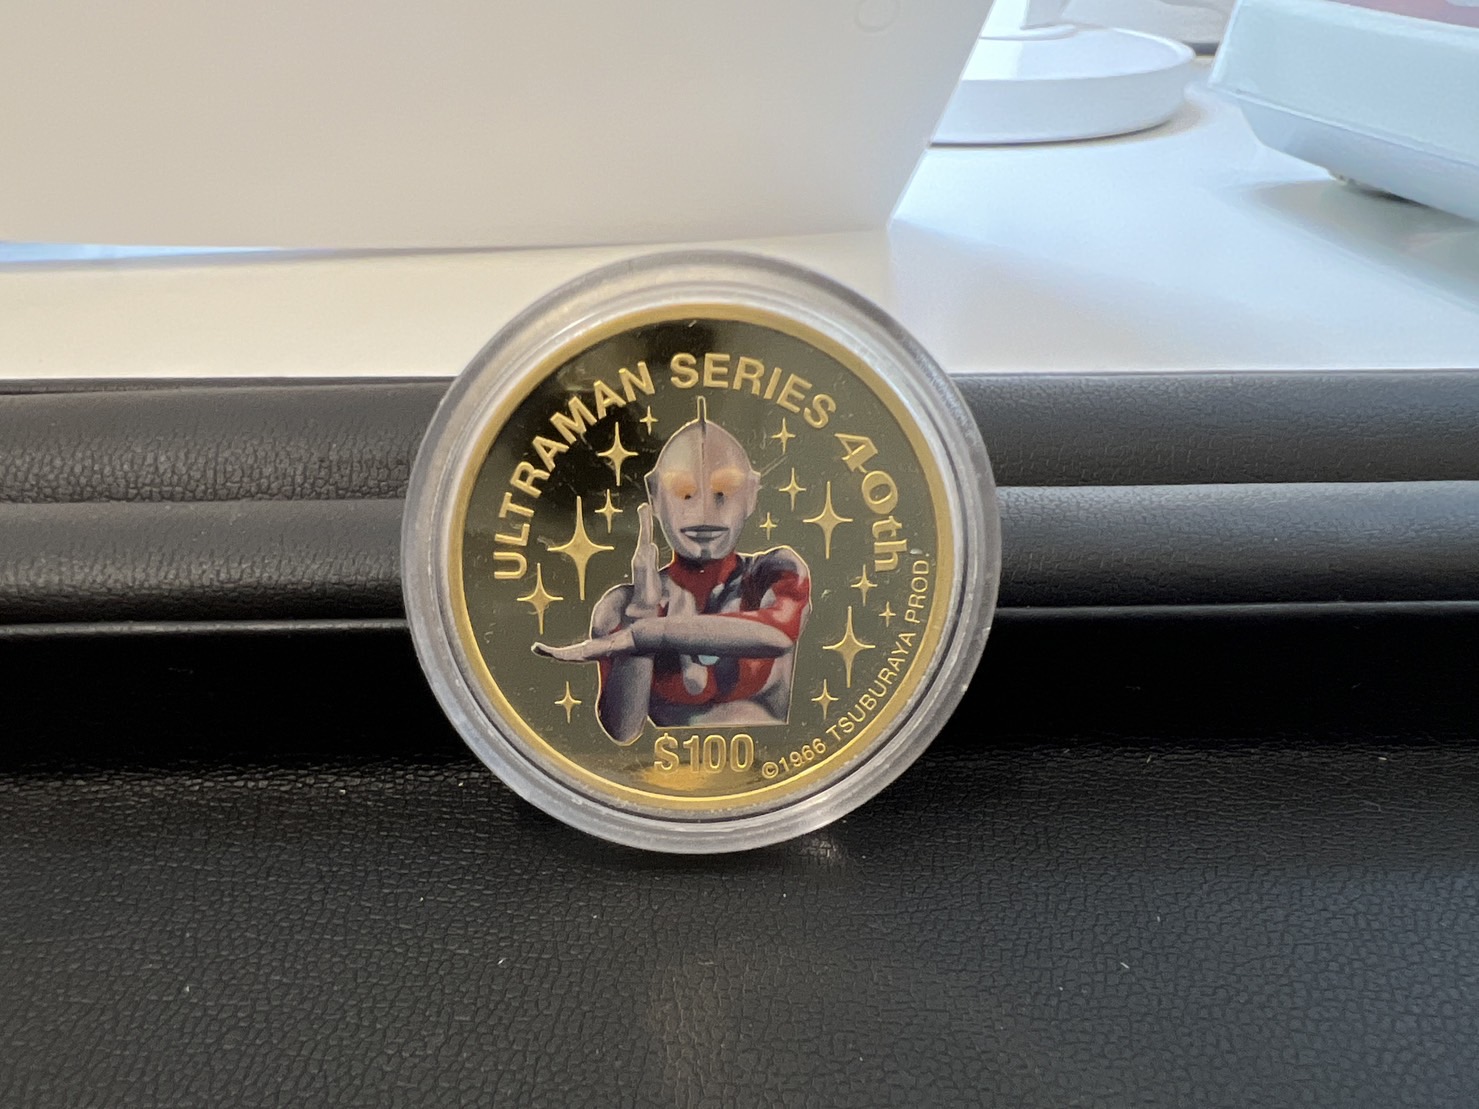 ULTRAMAN SERIES 40th
$100
©1966 TSUBURAYA PROD.